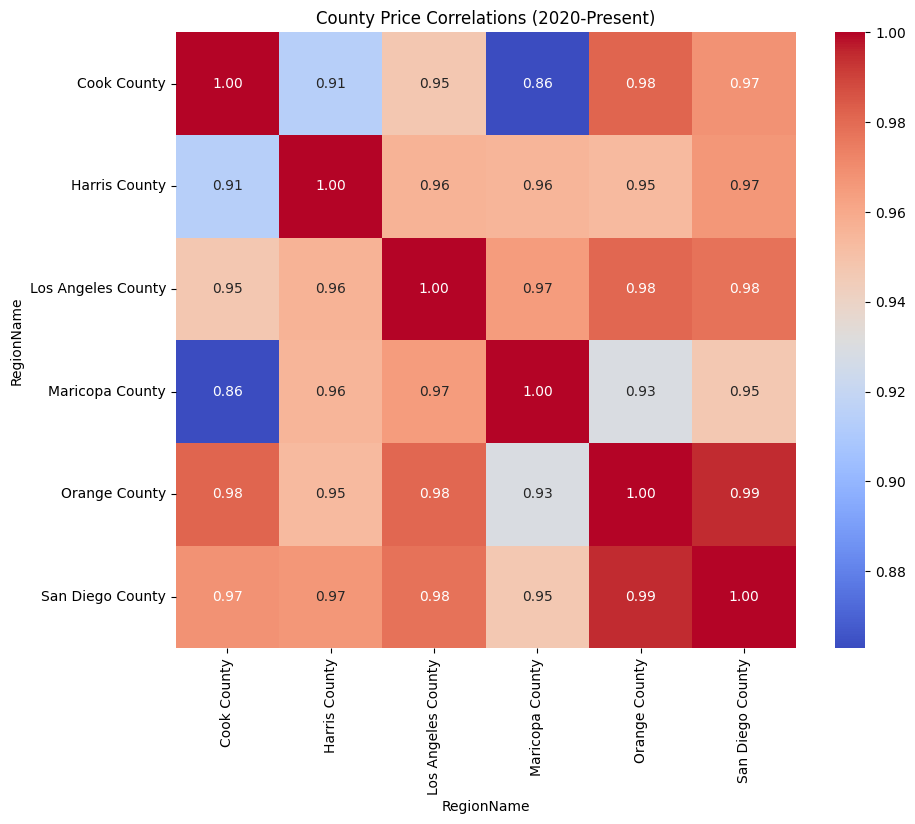 County Price Correlations (2020-Present)
RegionName
Cook County 1.00 0.91 0.95 0.86 0.98 0.97
Harris County 0.91 1.00 0.96 0.96 0.95 0.97
Los Angeles County 0.95 0.96 1.00 0.97 0.98 0.98
Maricopa County 0.86 0.96 0.97 1.00 0.93 0.95
Orange County 0.98 0.95 0.98 0.93 1.00 0.99
San Diego County 0.97 0.97 0.98 0.95 0.99 1.00
Cook County
Harris County
Los Angeles County
Maricopa County
Orange County
San Diego County
RegionName
1.00
0.98
0.96
0.94
0.92
0.90
0.88